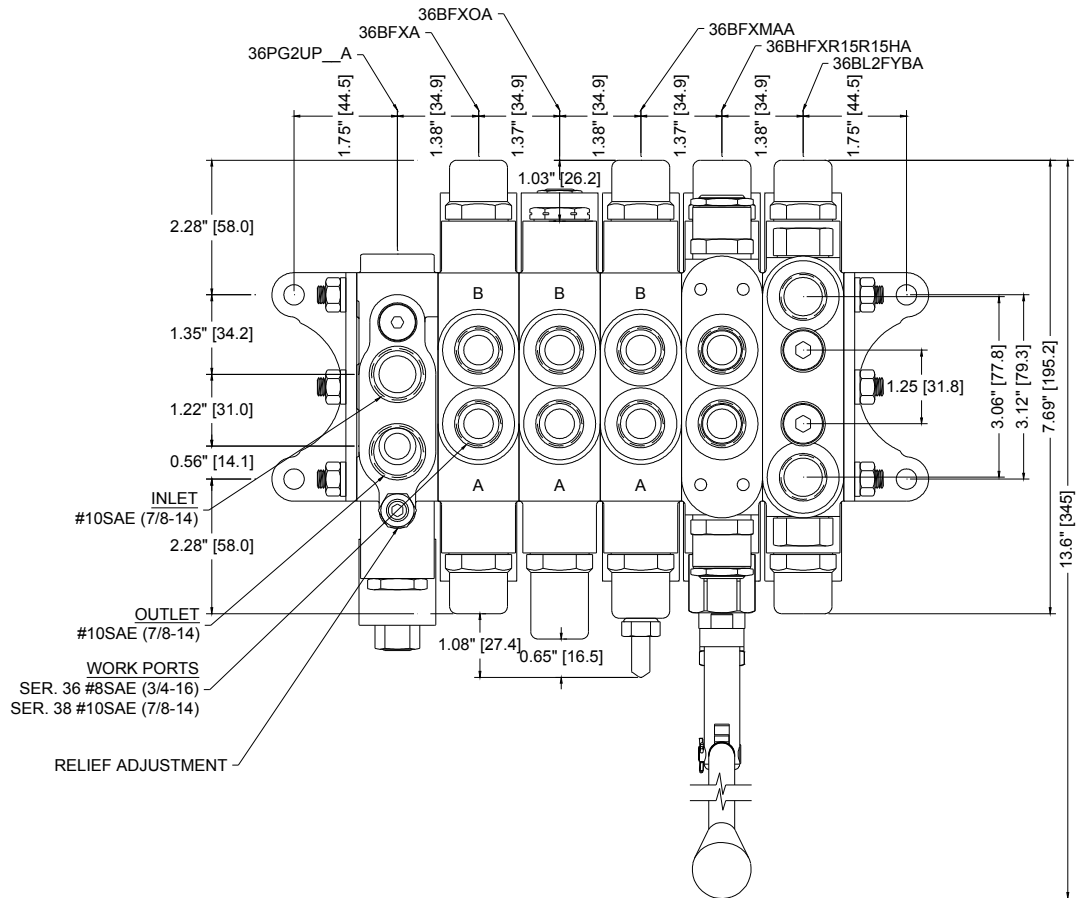 36BFXOA
36BFXA
36BFXMAA
36PG2UP__A
36BHFXR15R15HA
36BL2FYBA
1.75" [44.5]
1.38" [34.9]
1.37" [34.9]
1.38" [34.9]
1.37" [34.9]
1.38" [34.9]
1.75" [44.5]
1.03" [26.2]
2.28" [58.0]
B
B
B
1.35" [34.2]
1.25 [31.8]
3.06" [77.8]
3.12" [79.3]
7.69" [195.2]
13.6" [345]
1.22" [31.0]
0.56" [14.1]
A
A
A
INLET
#10SAE (7/8-14)
2.28" [58.0]
OUTLET
#10SAE (7/8-14)
1.08" [27.4]
0.65" [16.5]
WORK PORTS
SER. 36 #8SAE (3/4-16)
SER. 38 #10SAE (7/8-14)
RELIEF ADJUSTMENT